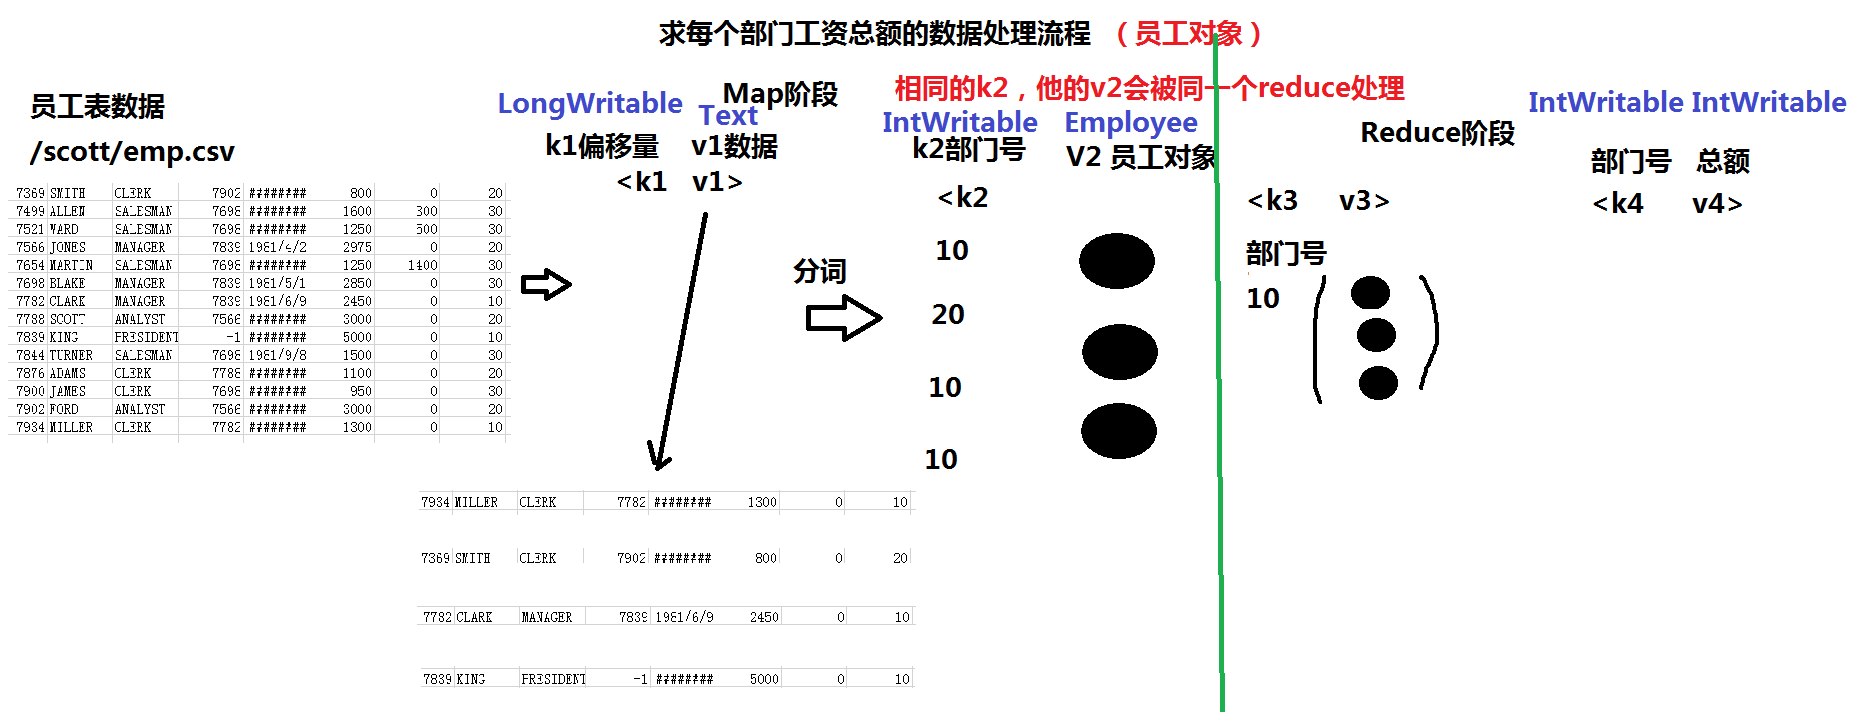 求每个部门工资总额的数据处理流程 （员工对象）
员工表数据
/scott/emp.csv
7369 SMITH CLERK 7902 ######## 800 0 20
7499 ALLEN SALESMAN 7698 ######## 1600 300 30
7521 WARD SALESMAN 7698 ######## 1250 500 30
7566 JONES MANAGER 7839 1981/4/2 2975 0 20
7654 MARTIN SALESMAN 7698 ######## 1250 1400 30
7698 BLAKE MANAGER 7839 1981/5/1 2850 0 30
7782 CLARK MANAGER 7839 1981/6/9 2450 0 10
7788 SCOTT ANALYST 7566 ######## 3000 0 20
7839 KING PRESIDENT -1 ######## 5000 0 10
7844 TURNER SALESMAN 7698 1981/9/8 1500 0 30
7876 ADAMS CLERK 7788 ######## 1100 0 20
7900 JAMES CLERK 7698 ######## 950 0 30
7902 FORD ANALYST 7566 ######## 3000 0 20
7934 MILLER CLERK 7782 ######## 1300 0 10
Map阶段
LongWritable Text
k1偏移量 v1数据
<k1 v1>
7934 MILLER CLERK 7782 ######## 1300 0 10
7369 SMITH CLERK 7902 ######## 800 0 20
7782 CLARK MANAGER 7839 1981/6/9 2450 0 10
7839 KING PRESIDENT -1 ######## 5000 0 10
分词
相同的k2，他的v2会被同一个reduce处理
IntWritable Employee
k2部门号 V2 员工对象
<k2
10
20
10
10
Reduce阶段
<k3 v3>
部门号
10
IntWritable IntWritable
部门号 总额
<k4 v4>